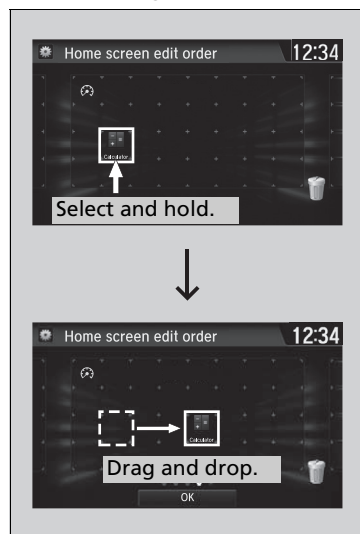 Home screen edit order 12:34
Calculator
Select and hold.
Home screen edit order 12:34
Calculator
Drag and drop.
OK